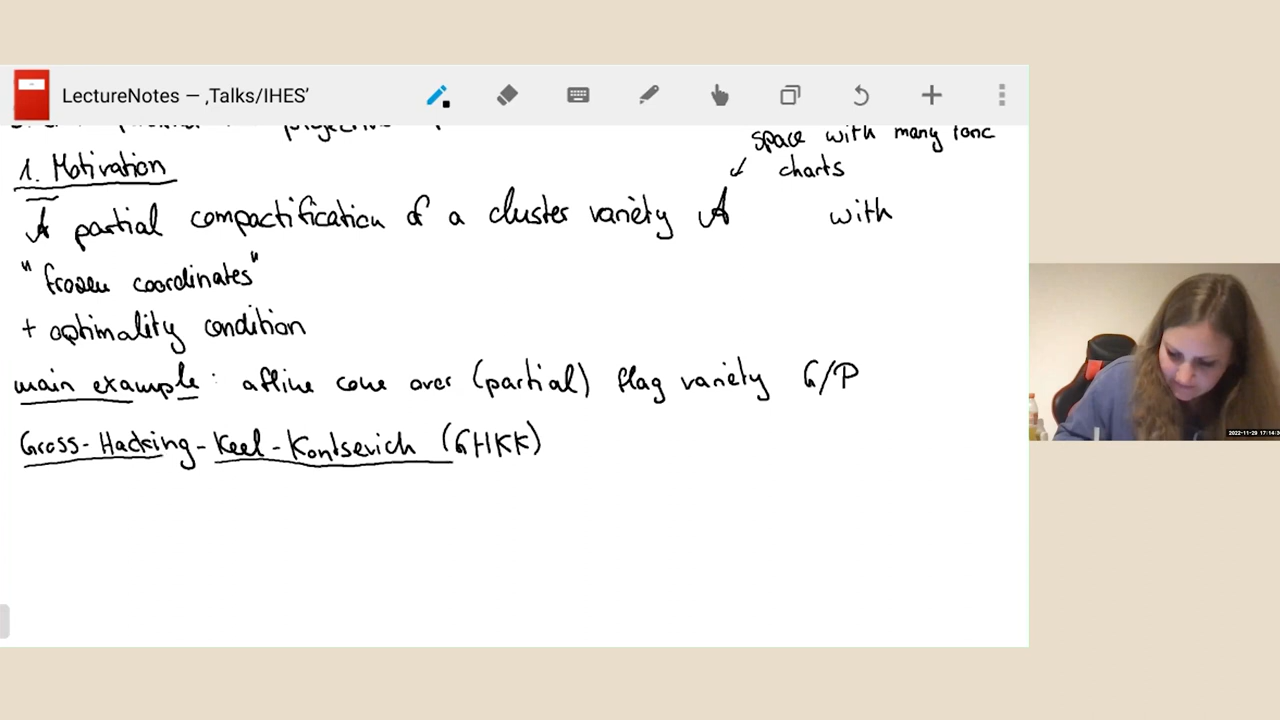 LectureNotes — ‚Talks/IHES’
space with many toric
1. Motivation
↙ charts
A̅ partial compactification of a cluster variety A with
"frozen coordinates"
+ optimality condition
main example: affine cone over (partial) flag variety G/P
Gross-Hacking-Keel-Kontsevich (GHKK)